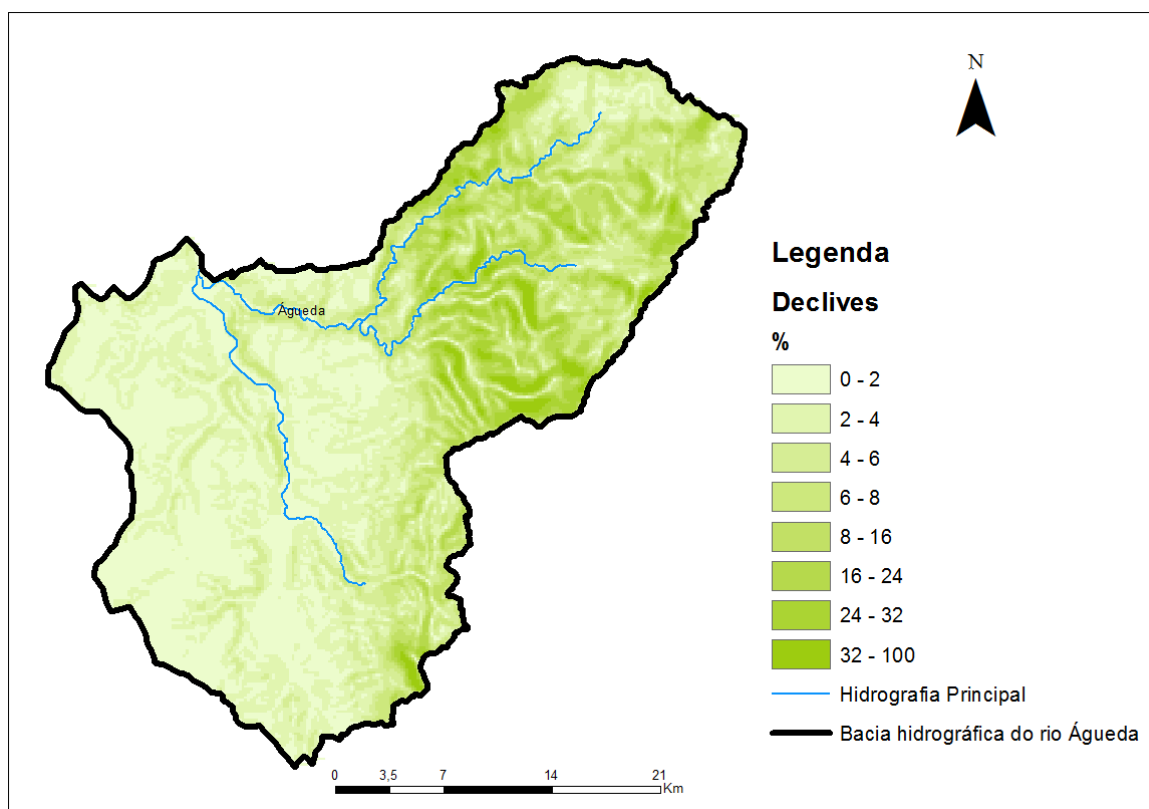 N
Águeda
Legenda
Declives
%
0 - 2
2 - 4
4 - 6
6 - 8
8 - 16
16 - 24
24 - 32
32 - 100
Hidrografia Principal
Bacia hidrográfica do rio Águeda
0 3,5 7 14 21
Km